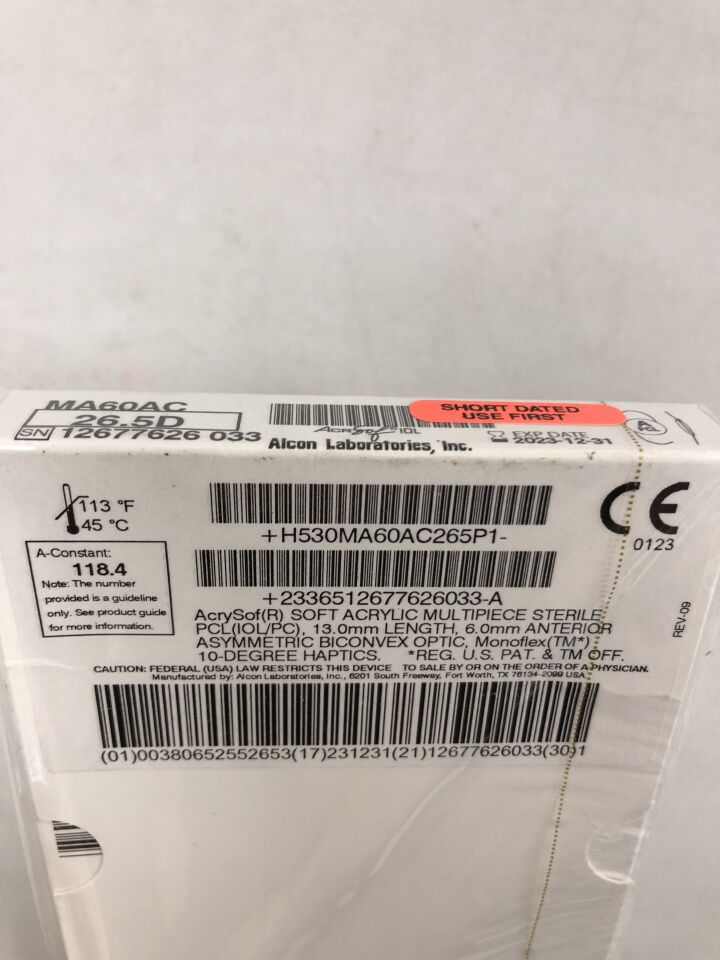 MA60AC
26.5D
SN 12677626 033
AcrySof IOL
Alcon Laboratories, Inc.
SHORT DATED
USE FIRST
EXP. DATE
2023-12-31
113 °F
45 °C
A-Constant:
118.4
Note: The number
provided is a guideline
only. See product guide
for more information.
+H530MA60AC265P1-
+2336512677626033-A
AcrySof(R) SOFT ACRYLIC MULTIPIECE STERILE
PCL(IOL/PC), 13.0mm LENGTH, 6.0mm ANTERIOR
ASYMMETRIC BICONVEX OPTIC, Monoflex(TM*)
10-DEGREE HAPTICS. *REG. U.S. PAT. & TM OFF.
CAUTION: FEDERAL (USA) LAW RESTRICTS THIS DEVICE TO SALE BY OR ON THE ORDER OF A PHYSICIAN.
Manufactured by: Alcon Laboratories, Inc., 6201 South Freeway, Fort Worth, TX 76134-2099 USA
CE
0123
REV-09
(01)00380652552653(17)231231(21)12677626033(30)1